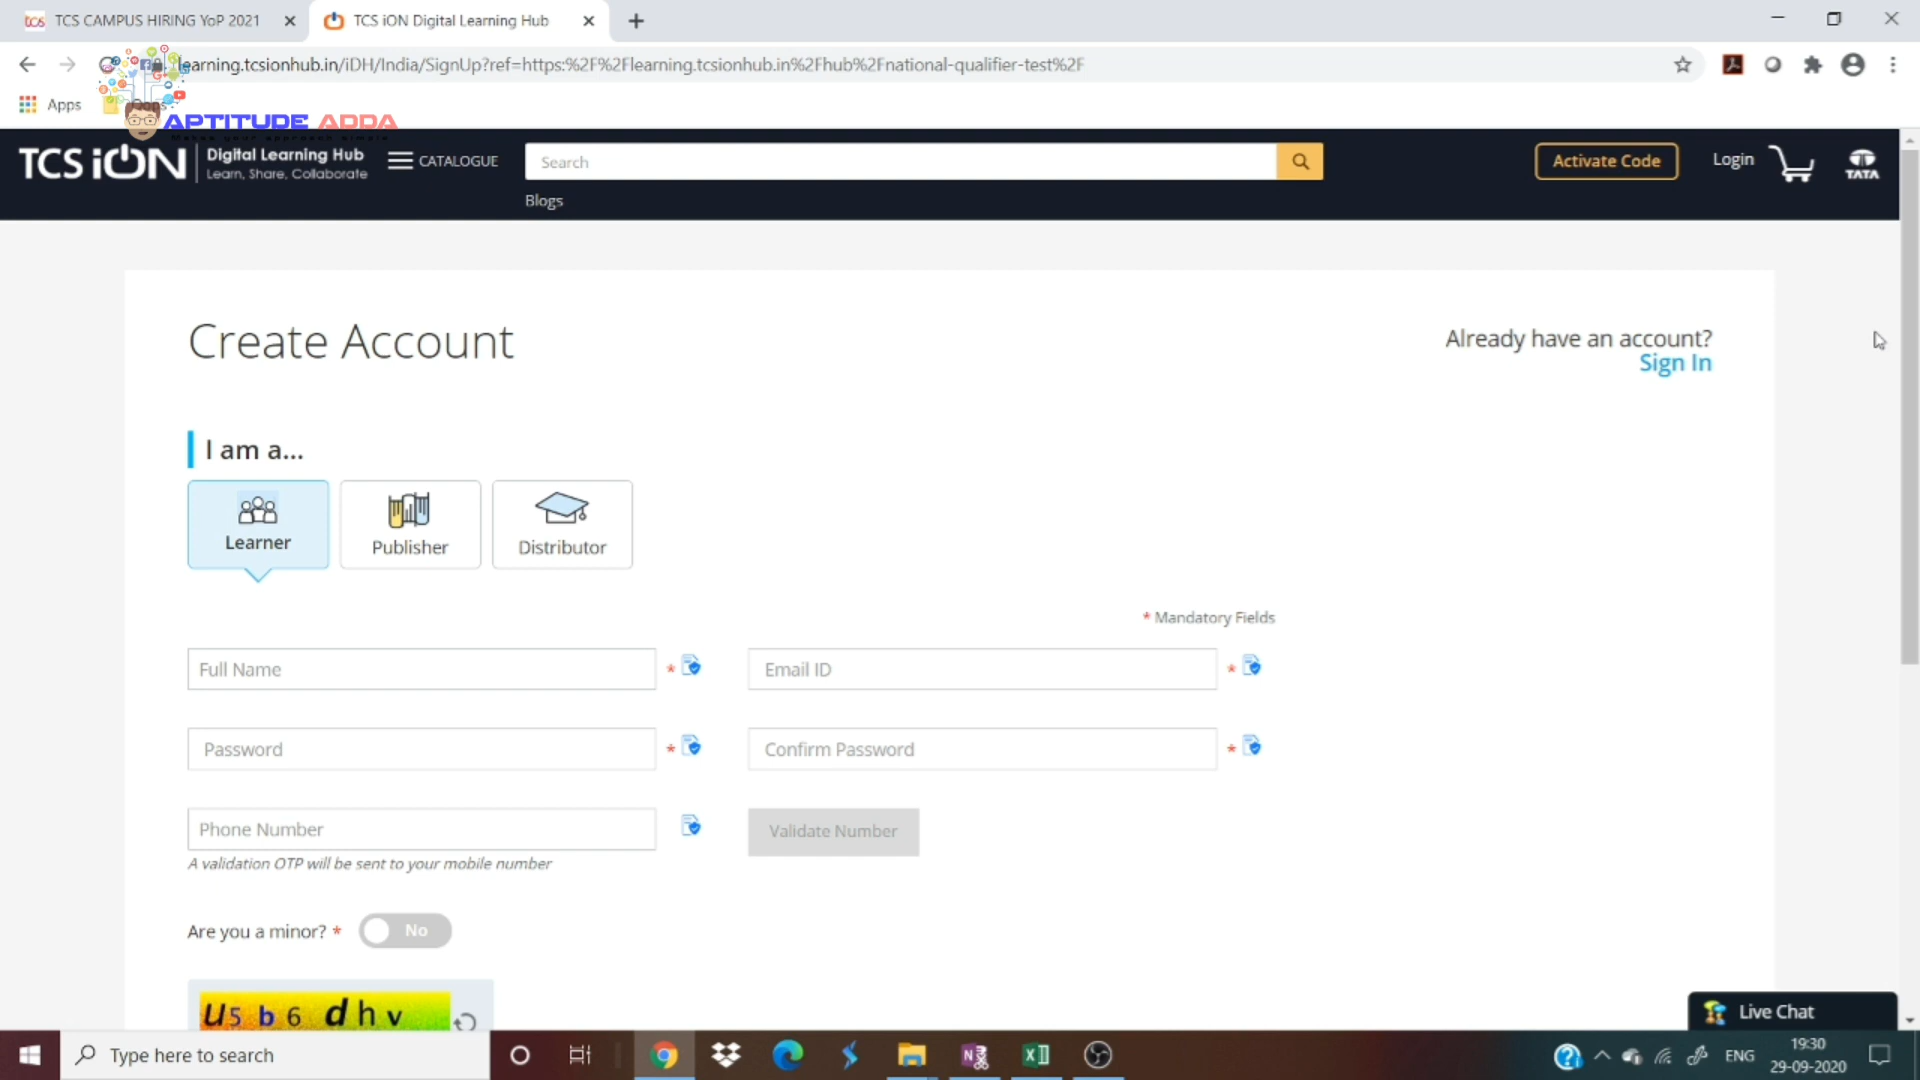 TCS CAMPUS HIRING YoP 2021
TCS iON Digital Learning Hub
learning.tcsionhub.in/iDH/India/SignUp?ref=https:%2F%2Flearning.tcsionhub.in%2Fhub%2Fnational-qualifier-test%2F
Apps
APTITUDE ADDA
TCS iON
Digital Learning Hub
Learn, Share, Collaborate
CATALOGUE
Search
Activate Code
Login
TATA
Blogs
Create Account
Already have an account?
Sign In
I am a...
Learner
Publisher
Distributor
* Mandatory Fields
Full Name *
Email ID *
Password *
Confirm Password *
Phone Number
Validate Number
A validation OTP will be sent to your mobile number
Are you a minor? * No
U5 b 6 d h v
Live Chat
Type here to search
ENG
19:30
29-09-2020